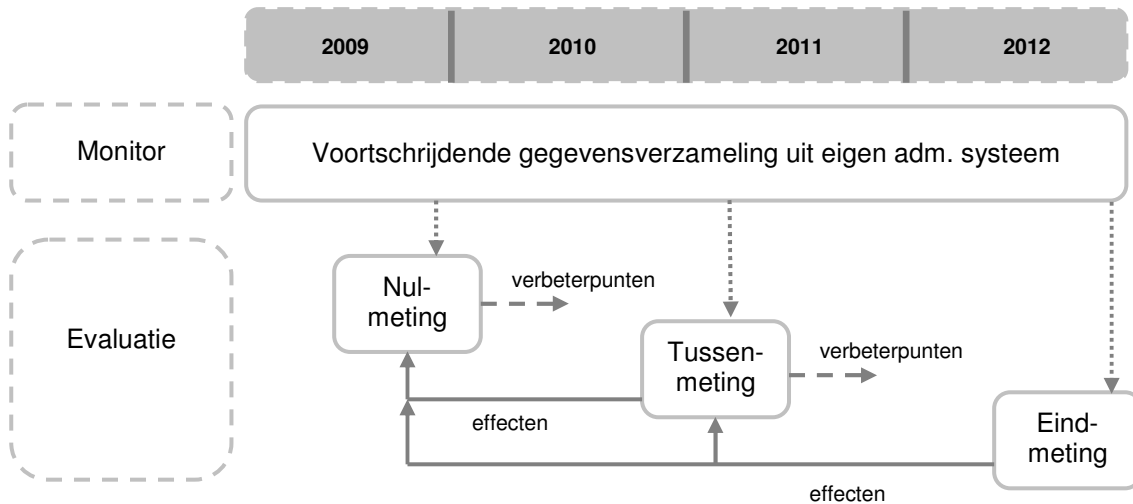 2009 2010 2011 2012
Monitor
Voortschrijdende gegevensverzameling uit eigen adm. systeem
Evaluatie
Nul-
meting
verbeterpunten
Tussen-
meting
verbeterpunten
effecten
Eind-
meting
effecten